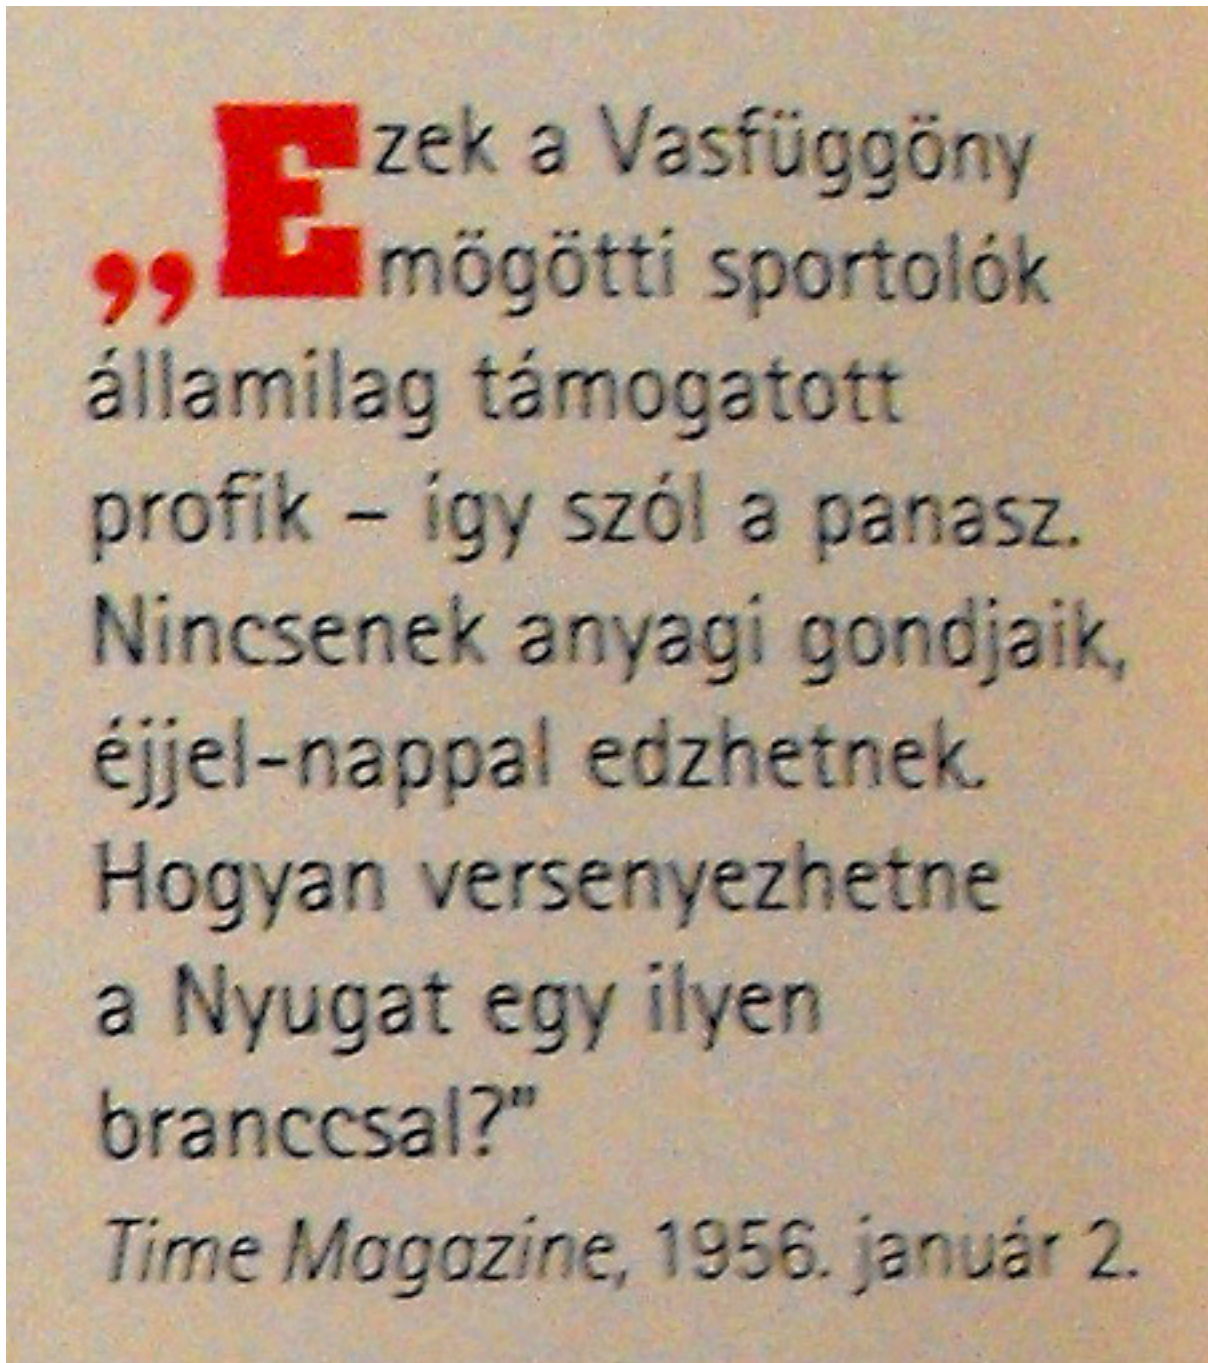 „Ezek a Vasfüggöny
mögötti sportolók
államilag támogatott
profik – így szól a panasz.
Nincsenek anyagi gondjaik,
éjjel-nappal edzhetnek.
Hogyan versenyezhetne
a Nyugat egy ilyen
branccsal?”
Time Magazine, 1956. január 2.